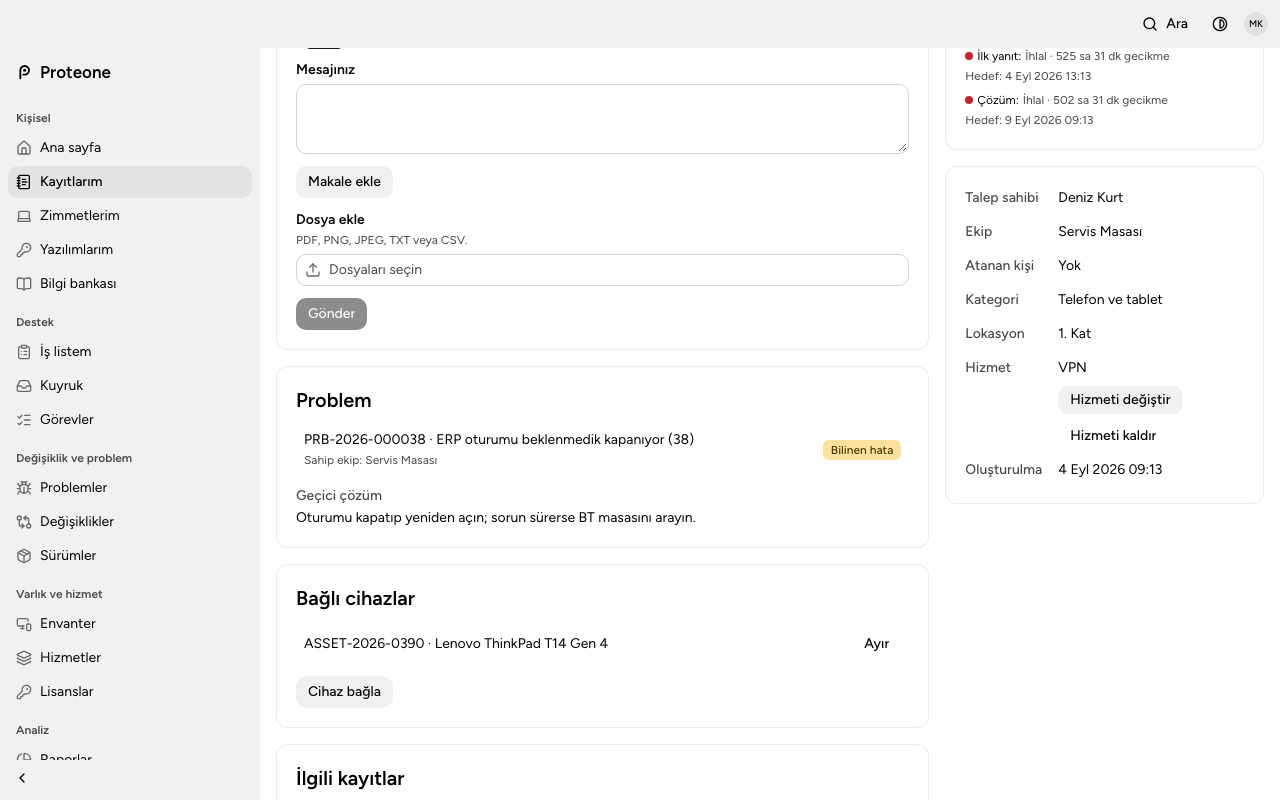 Ara
MK
Proteone
Kişisel
Ana sayfa
Kayıtlarım
Zimmetlerim
Yazılımlarım
Bilgi bankası
Destek
İş listem
Kuyruk
Görevler
Değişiklik ve problem
Problemler
Değişiklikler
Sürümler
Varlık ve hizmet
Envanter
Hizmetler
Lisanslar
Analiz
Raporlar
Mesajınız
Makale ekle
Dosya ekle
PDF, PNG, JPEG, TXT veya CSV.
Dosyaları seçin
Gönder
Problem
PRB-2026-000038 · ERP oturumu beklenmedik kapanıyor (38)
Sahip ekip: Servis Masası
Bilinen hata
Geçici çözüm
Oturumu kapatıp yeniden açın; sorun sürerse BT masasını arayın.
Bağlı cihazlar
ASSET-2026-0390 · Lenovo ThinkPad T14 Gen 4
Ayır
Cihaz bağla
İlgili kayıtlar
İlk yanıt: İhlal · 525 sa 31 dk gecikme
Hedef: 4 Eyl 2026 13:13
Çözüm: İhlal · 502 sa 31 dk gecikme
Hedef: 9 Eyl 2026 09:13
Talep sahibi Deniz Kurt
Ekip Servis Masası
Atanan kişi Yok
Kategori Telefon ve tablet
Lokasyon 1. Kat
Hizmet VPN
Hizmeti değiştir
Hizmeti kaldır
Oluşturulma 4 Eyl 2026 09:13